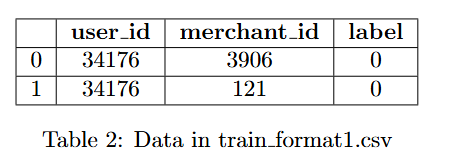 user_id merchant_id label
0 34176 3906 0
1 34176 121 0
Table 2: Data in train_format1.csv